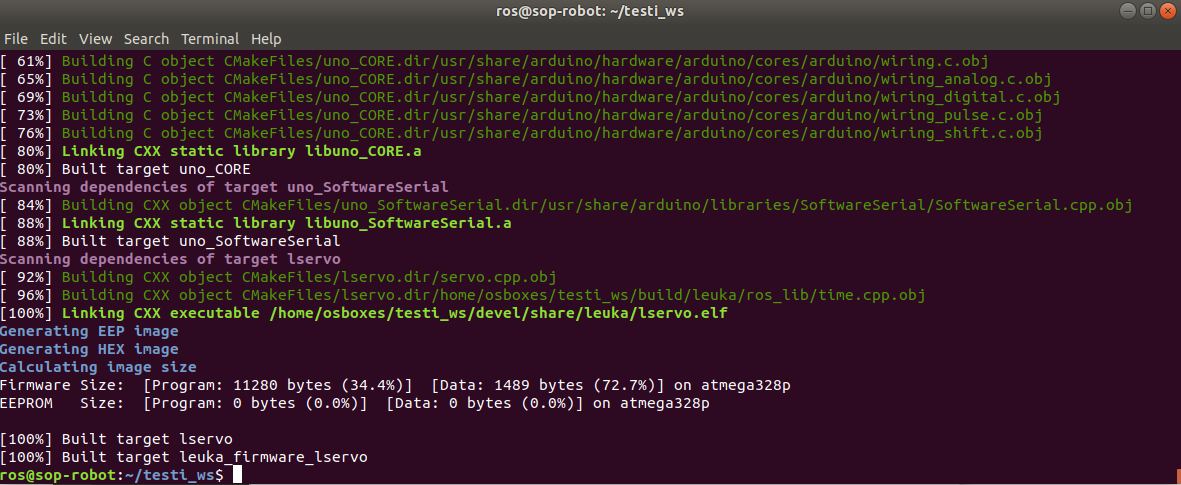 ros@sop-robot: ~/testi_ws
File Edit View Search Terminal Help
[ 61%] Building C object CMakeFiles/uno_CORE.dir/usr/share/arduino/hardware/arduino/cores/arduino/wiring.c.obj
[ 65%] Building C object CMakeFiles/uno_CORE.dir/usr/share/arduino/hardware/arduino/cores/arduino/wiring_analog.c.obj
[ 69%] Building C object CMakeFiles/uno_CORE.dir/usr/share/arduino/hardware/arduino/cores/arduino/wiring_digital.c.obj
[ 73%] Building C object CMakeFiles/uno_CORE.dir/usr/share/arduino/hardware/arduino/cores/arduino/wiring_pulse.c.obj
[ 76%] Building C object CMakeFiles/uno_CORE.dir/usr/share/arduino/hardware/arduino/cores/arduino/wiring_shift.c.obj
[ 80%] Linking CXX static library libuno_CORE.a
[ 80%] Built target uno_CORE
Scanning dependencies of target uno_SoftwareSerial
[ 84%] Building CXX object CMakeFiles/uno_SoftwareSerial.dir/usr/share/arduino/libraries/SoftwareSerial/SoftwareSerial.cpp.obj
[ 88%] Linking CXX static library libuno_SoftwareSerial.a
[ 88%] Built target uno_SoftwareSerial
Scanning dependencies of target lservo
[ 92%] Building CXX object CMakeFiles/lservo.dir/servo.cpp.obj
[ 96%] Building CXX object CMakeFiles/lservo.dir/home/osboxes/testi_ws/build/leuka/ros_lib/time.cpp.obj
[100%] Linking CXX executable /home/osboxes/testi_ws/devel/share/leuka/lservo.elf
Generating EEP image
Generating HEX image
Calculating image size
Firmware Size:  [Program: 11280 bytes (34.4%)]  [Data: 1489 bytes (72.7%)] on atmega328p
EEPROM   Size:  [Program: 0 bytes (0.0%)]  [Data: 0 bytes (0.0%)] on atmega328p
[100%] Built target lservo
[100%] Built target leuka_firmware_lservo
ros@sop-robot:~/testi_ws$